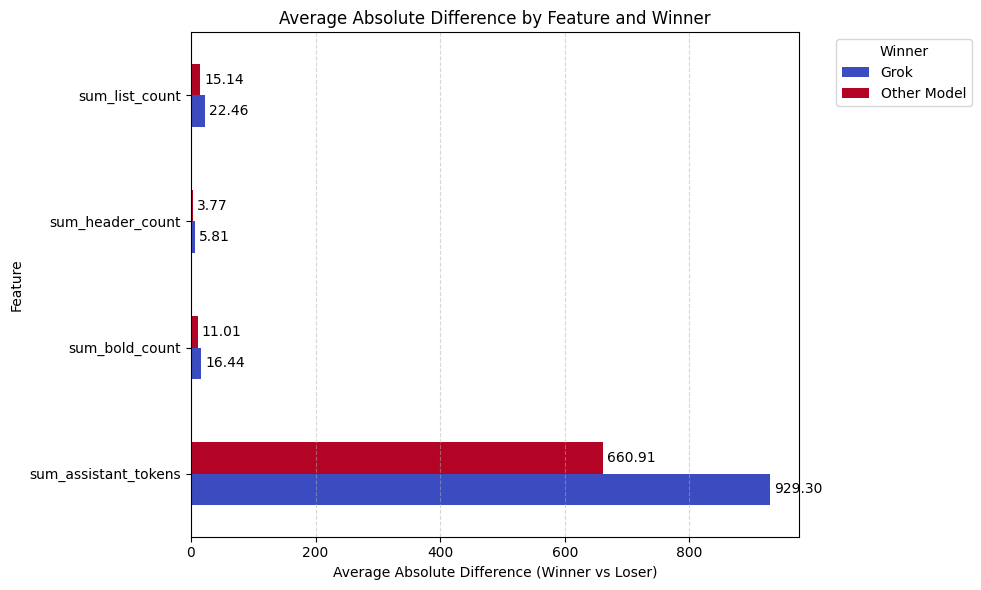 Average Absolute Difference by Feature and Winner
Winner
Grok
Other Model
sum_list_count
15.14
22.46
sum_header_count
3.77
5.81
Feature
sum_bold_count
11.01
16.44
sum_assistant_tokens
660.91
929.30
0 200 400 600 800
Average Absolute Difference (Winner vs Loser)